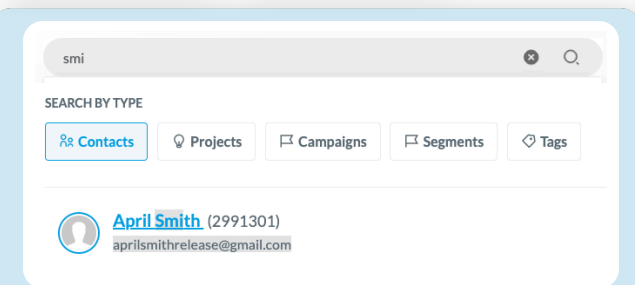 smi
SEARCH BY TYPE
Contacts Projects Campaigns Segments Tags
April Smith (2991301)
aprilsmithrelease@gmail.com